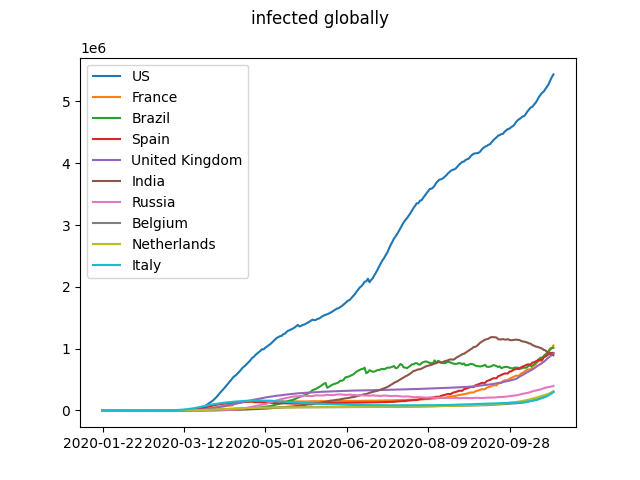 infected globally
1e6
US
France
Brazil
Spain
United Kingdom
India
Russia
Belgium
Netherlands
Italy
5
4
3
2
1
0
2020-01-22 2020-03-12 2020-05-01 2020-06-20 2020-08-09 2020-09-28